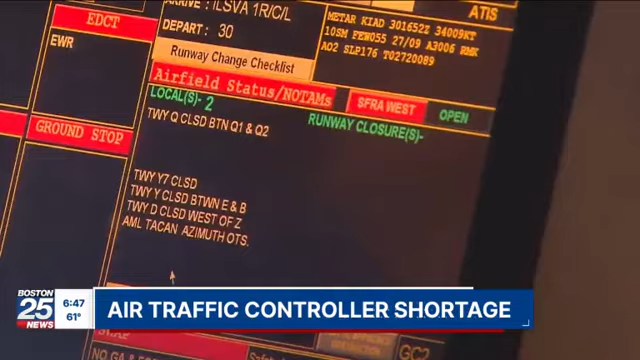 EDCT
EWR
GROUND STOP
ARRIVE: ILSVA 1R/C/L
DEPART: 30
Runway Change Checklist
METAR KIAD 301652Z 34009KT
10SM FEW055 27/09 A3006 RMK
AO2 SLP176 T02720089
ATIS
Airfield Status/NOTAMs
SFRA WEST
OPEN
LOCAL(S)- 2
RUNWAY CLOSURE(S)-
TWY Q CLSD BTN Q1 & Q2
TWY Y7 CLSD
TWY Y CLSD BTWN E & B
TWY D CLSD WEST OF Z
AML TACAN AZIMUTH OTS.
BOSTON
25
NEWS
6:47
61°
AIR TRAFFIC CONTROLLER SHORTAGE
GC2